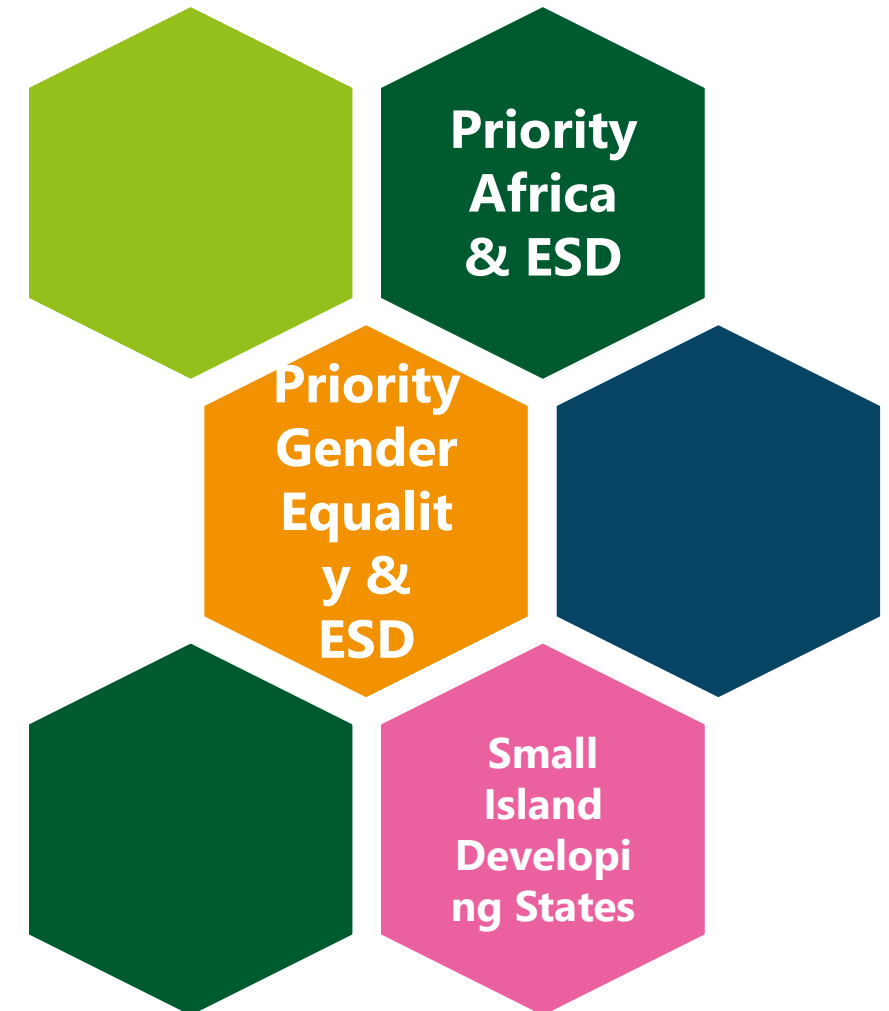 Priority
Africa
& ESD
Priority
Gender
Equalit
y &
ESD
Small
Island
Developi
ng States